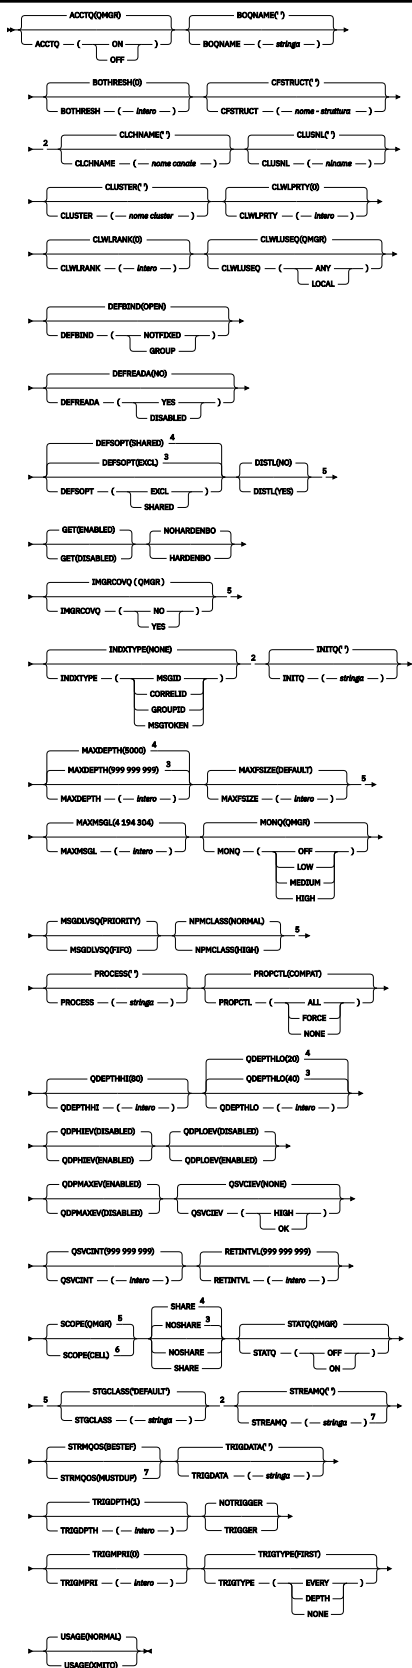 ACCTQ(QMGR) BOQNAME(' ')
ACCTQ ( ON ) BOQNAME ( stringa )
OFF
BOTHRESH(0) CFSTRUCT(' ')
BOTHRESH ( intero ) CFSTRUCT ( nome - struttura )
2 CLCHNAME(' ') CLUSNL(' ')
CLCHNAME ( nome canale ) CLUSNL ( nlname )
CLUSTER(' ') CLWLPRTY(0)
CLUSTER ( nome cluster ) CLWLPRTY ( intero )
CLWLRANK(0) CLWLUSEQ(QMGR)
CLWLRANK ( intero ) CLWLUSEQ ( ANY )
LOCAL
DEFBIND(OPEN)
DEFBIND ( NOTFIXED )
GROUP
DEFREADA(NO)
DEFREADA ( YES )
DISABLED
DEFSOPT(SHARED) 4
DEFSOPT(EXCL) 3 DISTL(NO) 5
DEFSOPT ( EXCL ) DISTL(YES)
SHARED
GET(ENABLED) NOHARDENBO
GET(DISABLED) HARDENBO
IMGRCOVQ ( QMGR ) 5
IMGRCOVQ ( NO )
YES
INDXTYPE(NONE) 2 INITQ(' ')
INDXTYPE ( MSGID ) INITQ ( stringa )
CORRELID
GROUPID
MSGTOKEN
MAXDEPTH(5000) 4
MAXDEPTH(999 999 999) 3 MAXFSIZE(DEFAULT) 5
MAXDEPTH ( intero ) MAXFSIZE ( intero )
MAXMSGL(4 194 304) MONQ(QMGR)
MAXMSGL ( intero ) MONQ ( OFF )
LOW
MEDIUM
HIGH
MSGDLVSQ(PRIORITY) NPMCLASS(NORMAL) 5
MSGDLVSQ(FIFO) NPMCLASS(HIGH)
PROCESS(' ') PROPCTL(COMPAT)
PROCESS ( stringa ) PROPCTL ( ALL )
FORCE
NONE
QDEPTHLO(20) 4
QDEPTHHI(80) QDEPTHLO(40) 3
QDEPTHHI ( intero ) QDEPTHLO ( intero )
QDPHIEV(DISABLED) QDPLOEV(DISABLED)
QDPHIEV(ENABLED) QDPLOEV(ENABLED)
QDPMAXEV(ENABLED) QSVCIEV(NONE)
QDPMAXEV(DISABLED) QSVCIEV ( HIGH )
OK
QSVCINT(999 999 999) RETINTVL(999 999 999)
QSVCINT ( intero ) RETINTVL ( intero )
SHARE 4
SCOPE(QMGR) 5 NOSHARE 3 STATQ(QMGR)
SCOPE(CELL) 6 NOSHARE STATQ ( OFF )
SHARE ON
5 STGCLASS('DEFAULT') 2 STREAMQ(' ')
STGCLASS ( stringa ) STREAMQ ( stringa ) 7
STRMQOS(BESTEF) TRIGDATA(' ')
STRMQOS(MUSTDUP) 7 TRIGDATA ( stringa )
TRIGDPTH(1) NOTRIGGER
TRIGDPTH ( intero ) TRIGGER
TRIGMPRI(0) TRIGTYPE(FIRST)
TRIGMPRI ( intero ) TRIGTYPE ( EVERY )
DEPTH
NONE
USAGE(NORMAL)
USAGE(XMITQ)